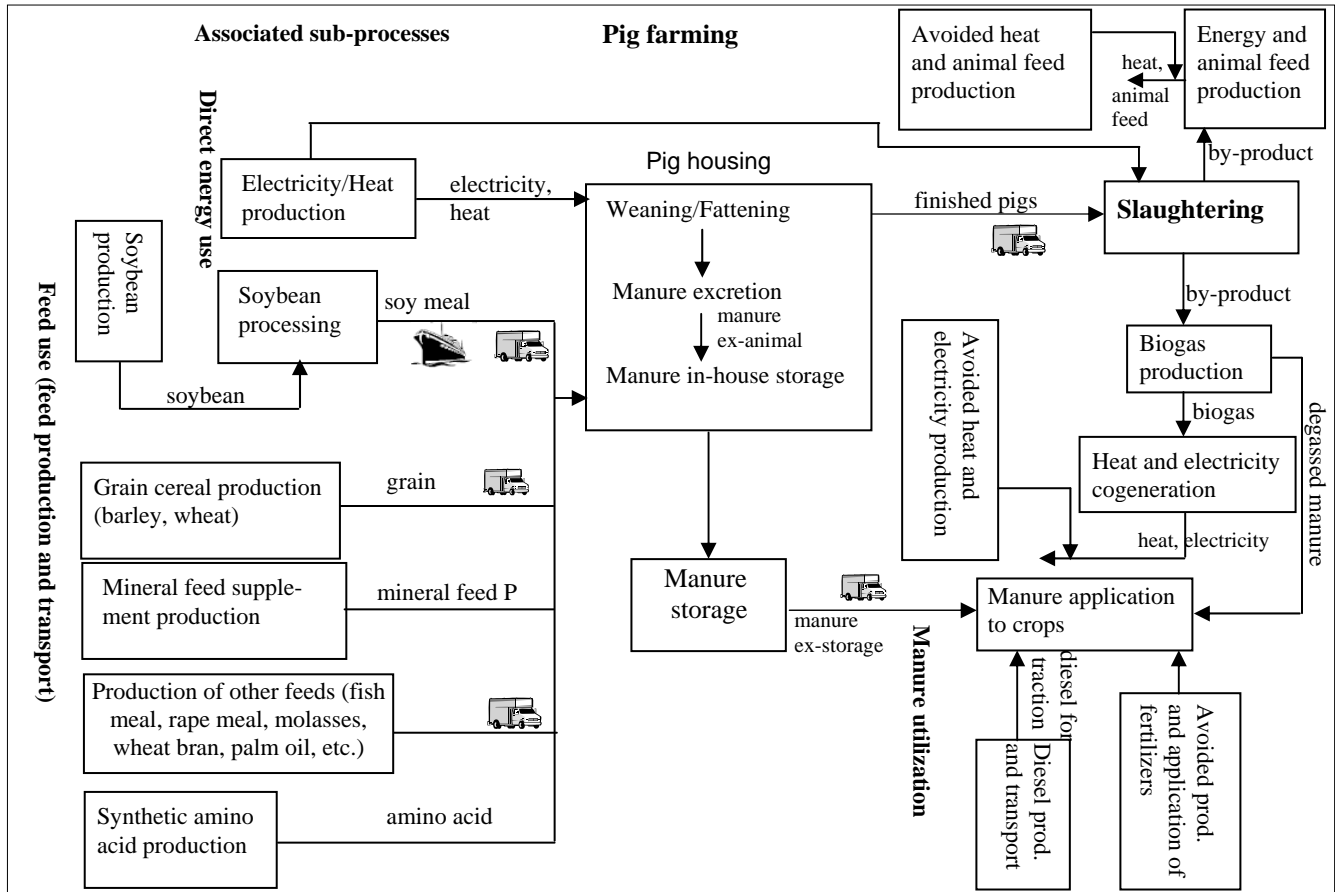 Associated sub-processes
Pig farming
Avoided heat
and animal feed
production
heat,
animal
feed
Energy and
animal feed
production
Direct energy use
Electricity/Heat
production
electricity,
heat
Pig housing
Weaning/Fattening
Manure excretion
manure
ex-animal
Manure in-house storage
finished pigs
by-product
Slaughtering
by-product
Feed use (feed production and transport)
Soybean
production
soybean
Soybean
processing
soy meal
Grain cereal production
(barley, wheat)
grain
Mineral feed supple-
ment production
mineral feed P
Production of other feeds (fish
meal, rape meal, molasses,
wheat bran, palm oil, etc.)
Synthetic amino
acid production
amino acid
Avoided heat and
electricity production
Biogas
production
biogas
degassed manure
Heat and electricity
cogeneration
heat, electricity
Manure
storage
manure
ex-storage
Manure utilization
Manure application
to crops
diesel for
traction
Diesel prod.
and transport
Avoided prod.
and application of
fertilizers